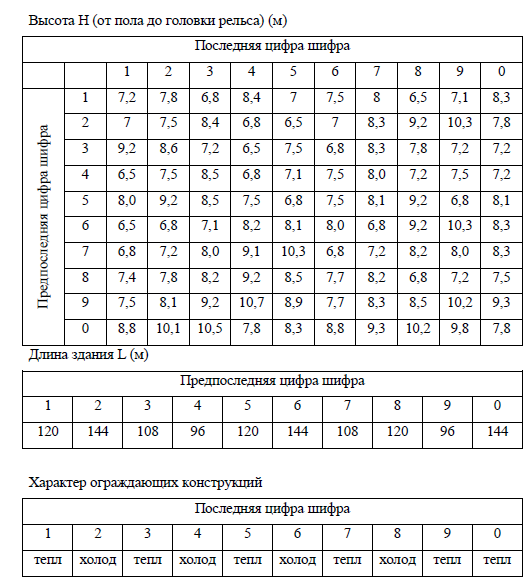 Высота Н (от пола до головки рельса) (м)
Последняя цифра шифра
1 2 3 4 5 6 7 8 9 0
Предпоследняя цифра шифра
1 7,2 7,8 6,8 8,4 7 7,5 8 6,5 7,1 8,3
2 7 7,5 8,4 6,8 6,5 7 8,3 9,2 10,3 7,8
3 9,2 8,6 7,2 6,5 7,5 6,8 8,3 7,8 7,2 7,2
4 6,5 7,5 8,5 6,8 7,1 7,5 8,0 7,2 7,5 7,2
5 8,0 9,2 8,5 7,5 6,8 7,5 8,1 9,2 6,8 8,1
6 6,5 6,8 7,1 8,2 8,1 8,0 6,8 9,2 10,3 8,3
7 6,8 7,2 8,0 9,1 10,3 6,8 7,2 8,2 8,0 8,3
8 7,4 7,8 8,2 9,2 8,5 7,7 8,2 6,8 7,2 7,5
9 7,5 8,1 9,2 10,7 8,9 7,7 8,3 8,5 10,2 9,3
0 8,8 10,1 10,5 7,8 8,3 8,8 9,3 10,2 9,8 7,8
Длина здания L (м)
Предпоследняя цифра шифра
1 2 3 4 5 6 7 8 9 0
120 144 108 96 120 144 108 120 96 144
Характер ограждающих конструкций
Последняя цифра шифра
1 2 3 4 5 6 7 8 9 0
тепл холод тепл холод тепл холод тепл холод тепл тепл